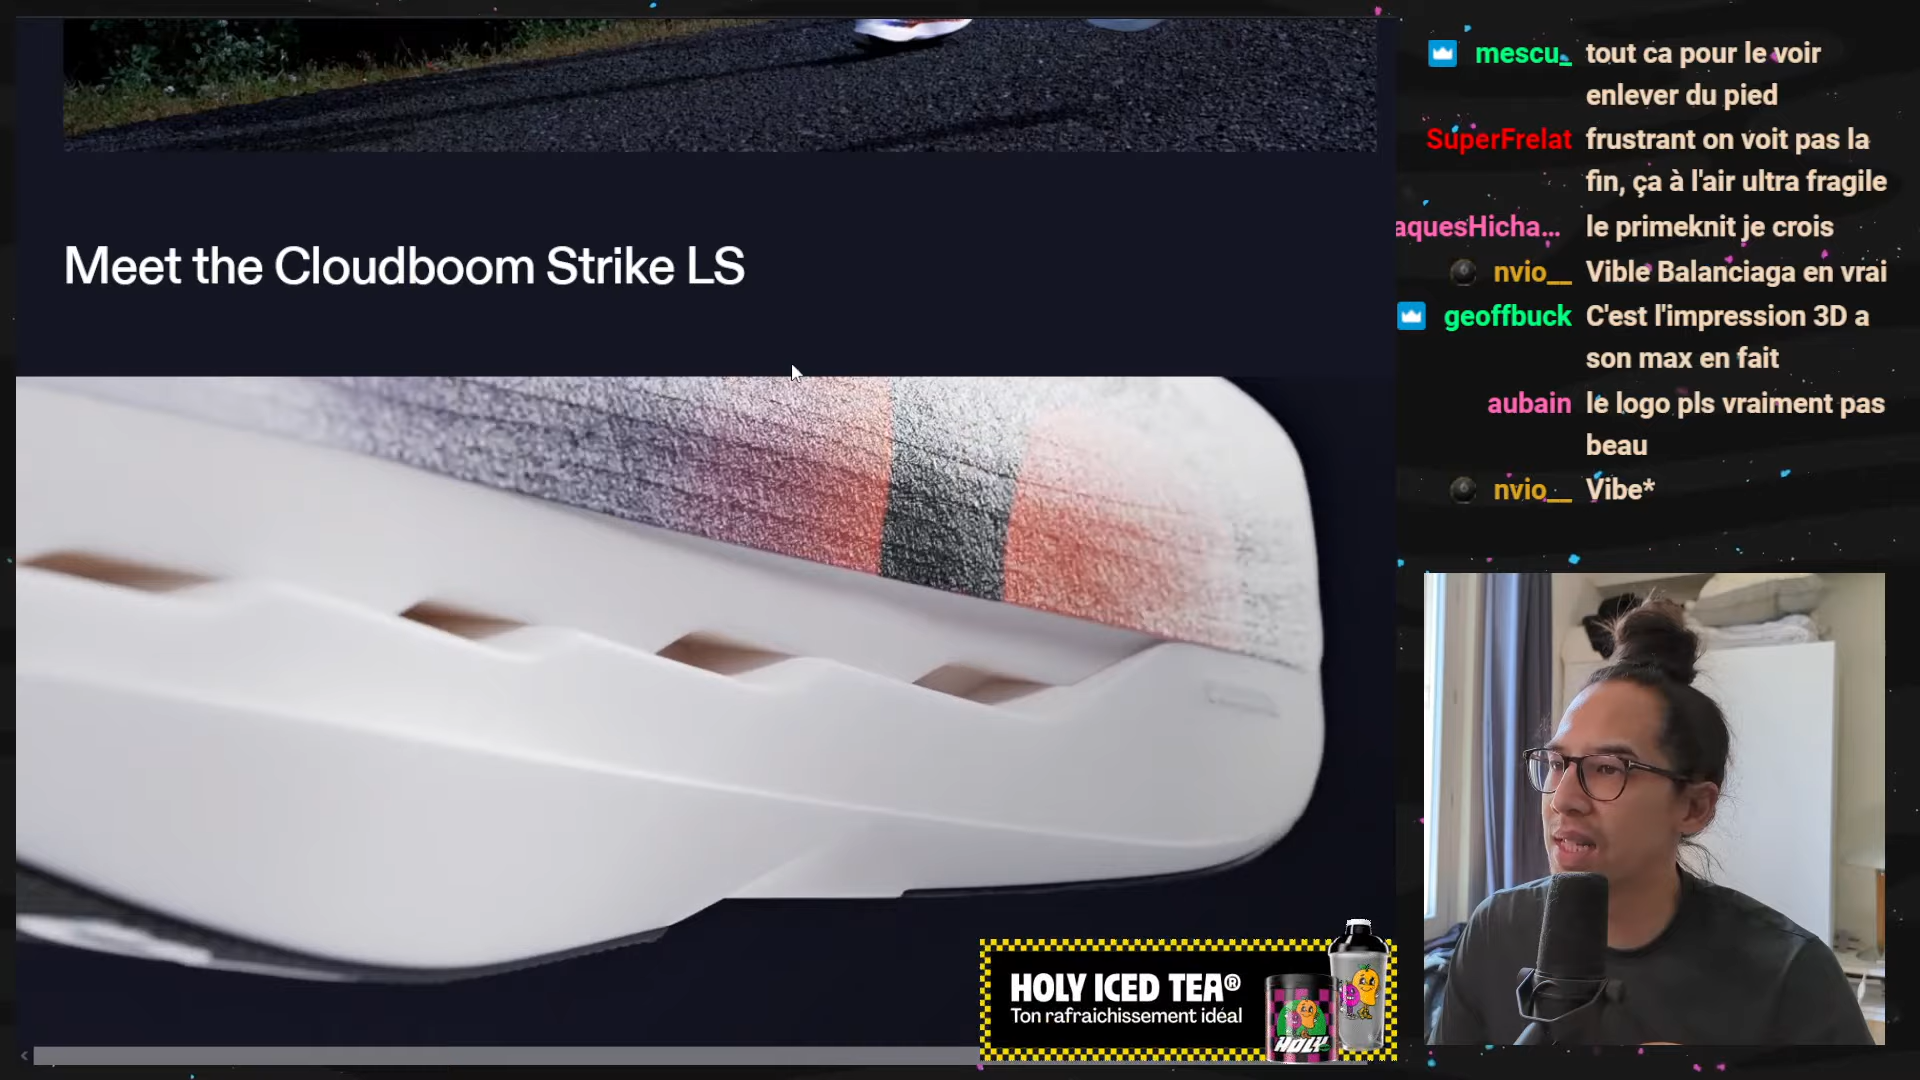 Meet the Cloudboom Strike LS
mescu_ tout ca pour le voir
enlever du pied
SuperFrelat frustrant on voit pas la
fin, ça à l'air ultra fragile
aquesHicha... le primeknit je crois
nvio__ Vible Balanciaga en vrai
geoffbuck C'est l'impression 3D a
son max en fait
aubain le logo pls vraiment pas
beau
nvio__ Vibe*
HOLY ICED TEA®
Ton rafraichissement idéal
HOLY